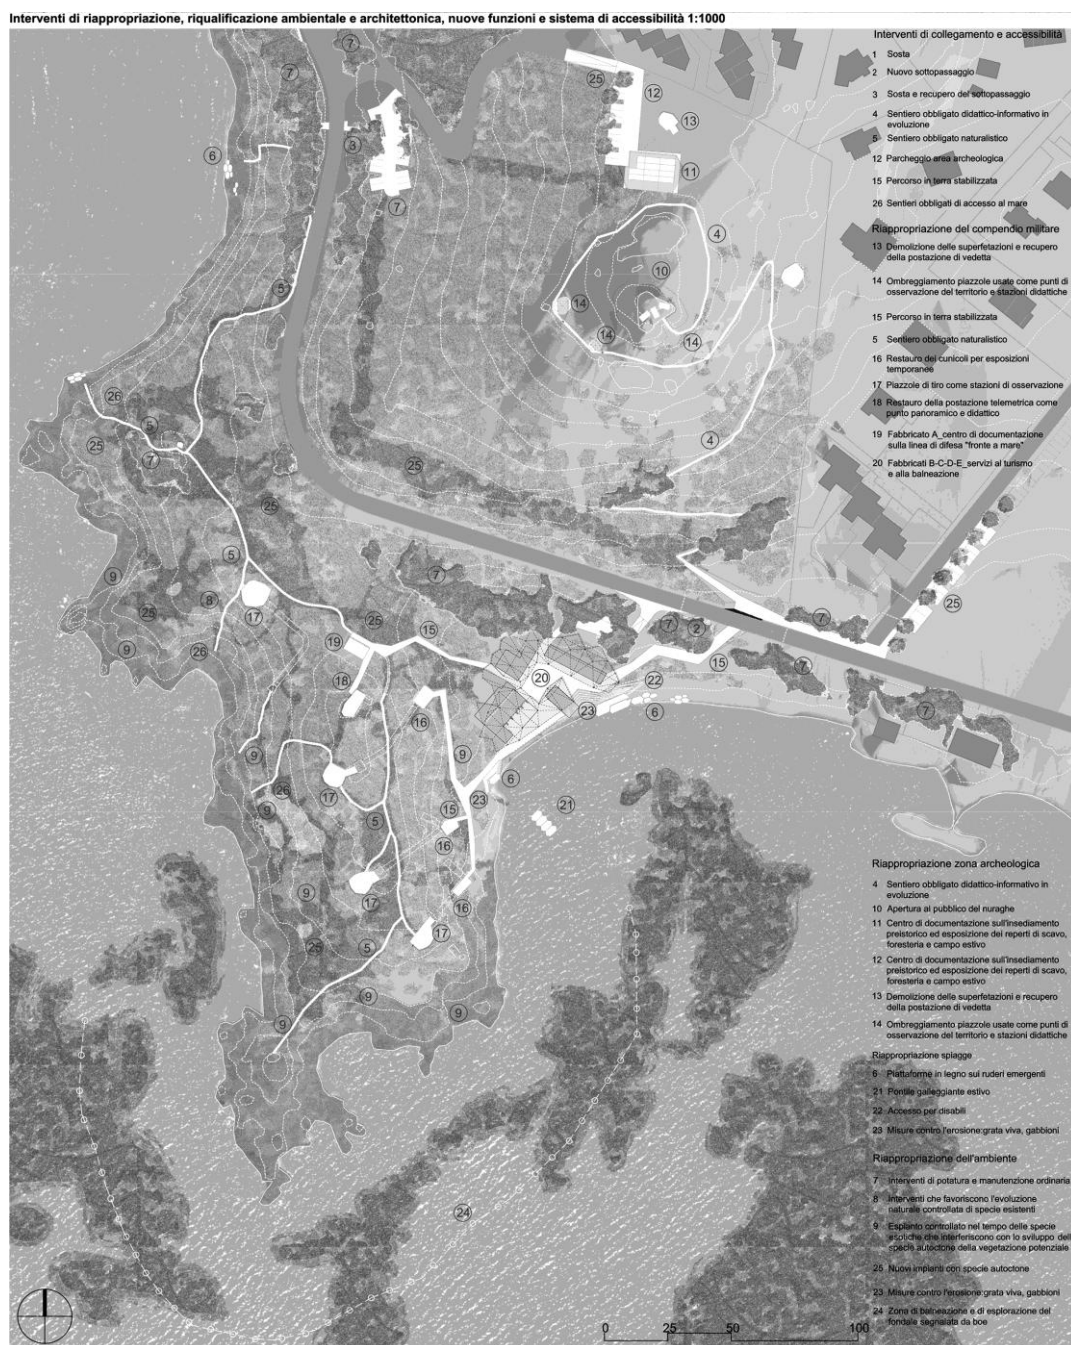 Interventi di riappropriazione, riqualificazione ambientale e architettonica, nuove funzioni e sistema di accessibilità 1:1000
Interventi di collegamento e accessibilità
1 Sosta
2 Nuovo sottopassaggio
3 Sosta e recupero del sottopassaggio
4 Sentiero obbligato didattico-informativo in
evoluzione
5 Sentiero obbligato naturalistico
12 Parcheggio area archeologica
15 Percorso in terra stabilizzata
26 Sentieri obbligati di accesso al mare
Riappropriazione del compendio militare
13 Demolizione delle superfetazioni e recupero
della postazione di vedetta
14 Ombreggiamento piazzole usate come punti di
osservazione del territorio e stazioni didattiche
15 Percorso in terra stabilizzata
5 Sentiero obbligato naturalistico
16 Restauro dei cunicoli per esposizioni
temporanee
17 Piazzole di tiro come stazioni di osservazione
18 Restauro della postazione telemetrica come
punto panoramico e didattico
19 Fabbricato A_centro di documentazione
sulla linea di difesa "fronte a mare"
20 Fabbricati B-C-D-E_servizi al turismo
e alla balneazione
Riappropriazione zona archeologica
4 Sentiero obbligato didattico-informativo in
evoluzione
10 Apertura al pubblico del nuraghe
11 Centro di documentazione sull'insediamento
preistorico ed esposizione dei reperti di scavo,
foresteria e campo estivo
12 Centro di documentazione sull'insediamento
preistorico ed esposizione dei reperti di scavo,
foresteria e campo estivo
13 Demolizione delle superfetazioni e recupero
della postazione di vedetta
14 Ombreggiamento piazzole usate come punti di
osservazione del territorio e stazioni didattiche
Riappropriazione spiagge
6 Piattaforme in legno sui ruderi emergenti
21 Pontile galleggiante estivo
22 Accesso per disabili
23 Misure contro l'erosione:grata viva, gabbioni
Riappropriazione dell'ambiente
7 Interventi di potatura e manutenzione ordinaria
8 Interventi che favoriscono l'evoluzione
naturale controllata di specie esistenti
9 Espianto controllato nel tempo delle specie
esotiche che interferiscono con lo sviluppo dell
specie autoctone della vegetazione potenziale
25 Nuovi impianti con specie autoctone
23 Misure contro l'erosione:grata viva, gabbioni
24 Zona di balneazione e di esplorazione del
fondale segnalata da boe
0 25 50 100